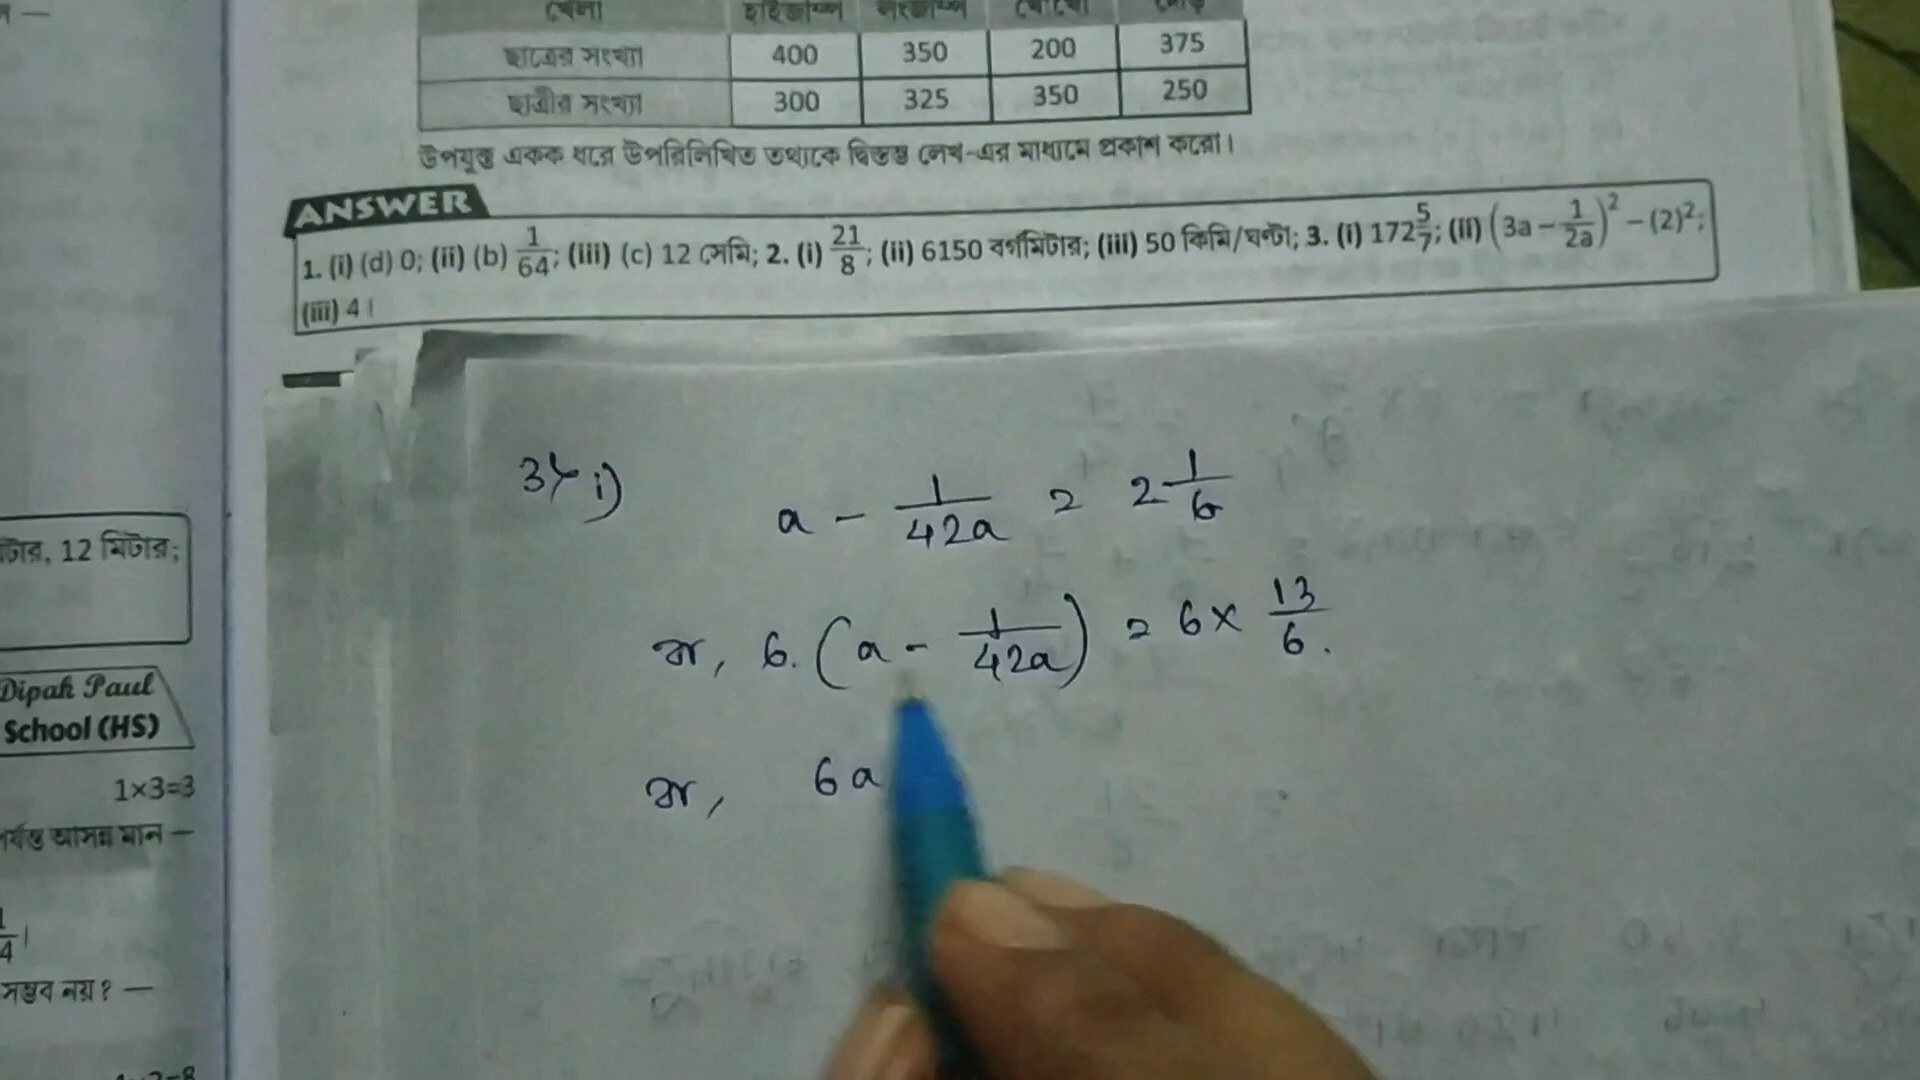 খেলা
ছাত্রের সংখ্যা 400 350 200 375
ছাত্রীর সংখ্যা 300 325 350 250
উপযুক্ত একক ধরে উপরিলিখিত তথ্যকে দ্বিস্তম্ভ লেখ-এর মাধ্যমে প্রকাশ করো।
ANSWER
1. (i) (d) 0; (ii) (b) 1/64; (iii) (c) 12 সেমি; 2. (i) 21/8; (ii) 6150 বর্গমিটার; (iii) 50 কিমি/ঘণ্টা; 3. (i) 172 5/7; (ii) (3a − 1/2a)² − (2)²;
(iii) 4।
3) i) a − 1/42a = 2 1/6
বা, 6.(a − 1/42a) = 6 × 13/6.
বা, 6a
12 মিটার;
Dipak Paul
School (HS)
1×3=3
আসন্ন মান —
1/4।
সম্ভব নয়? —